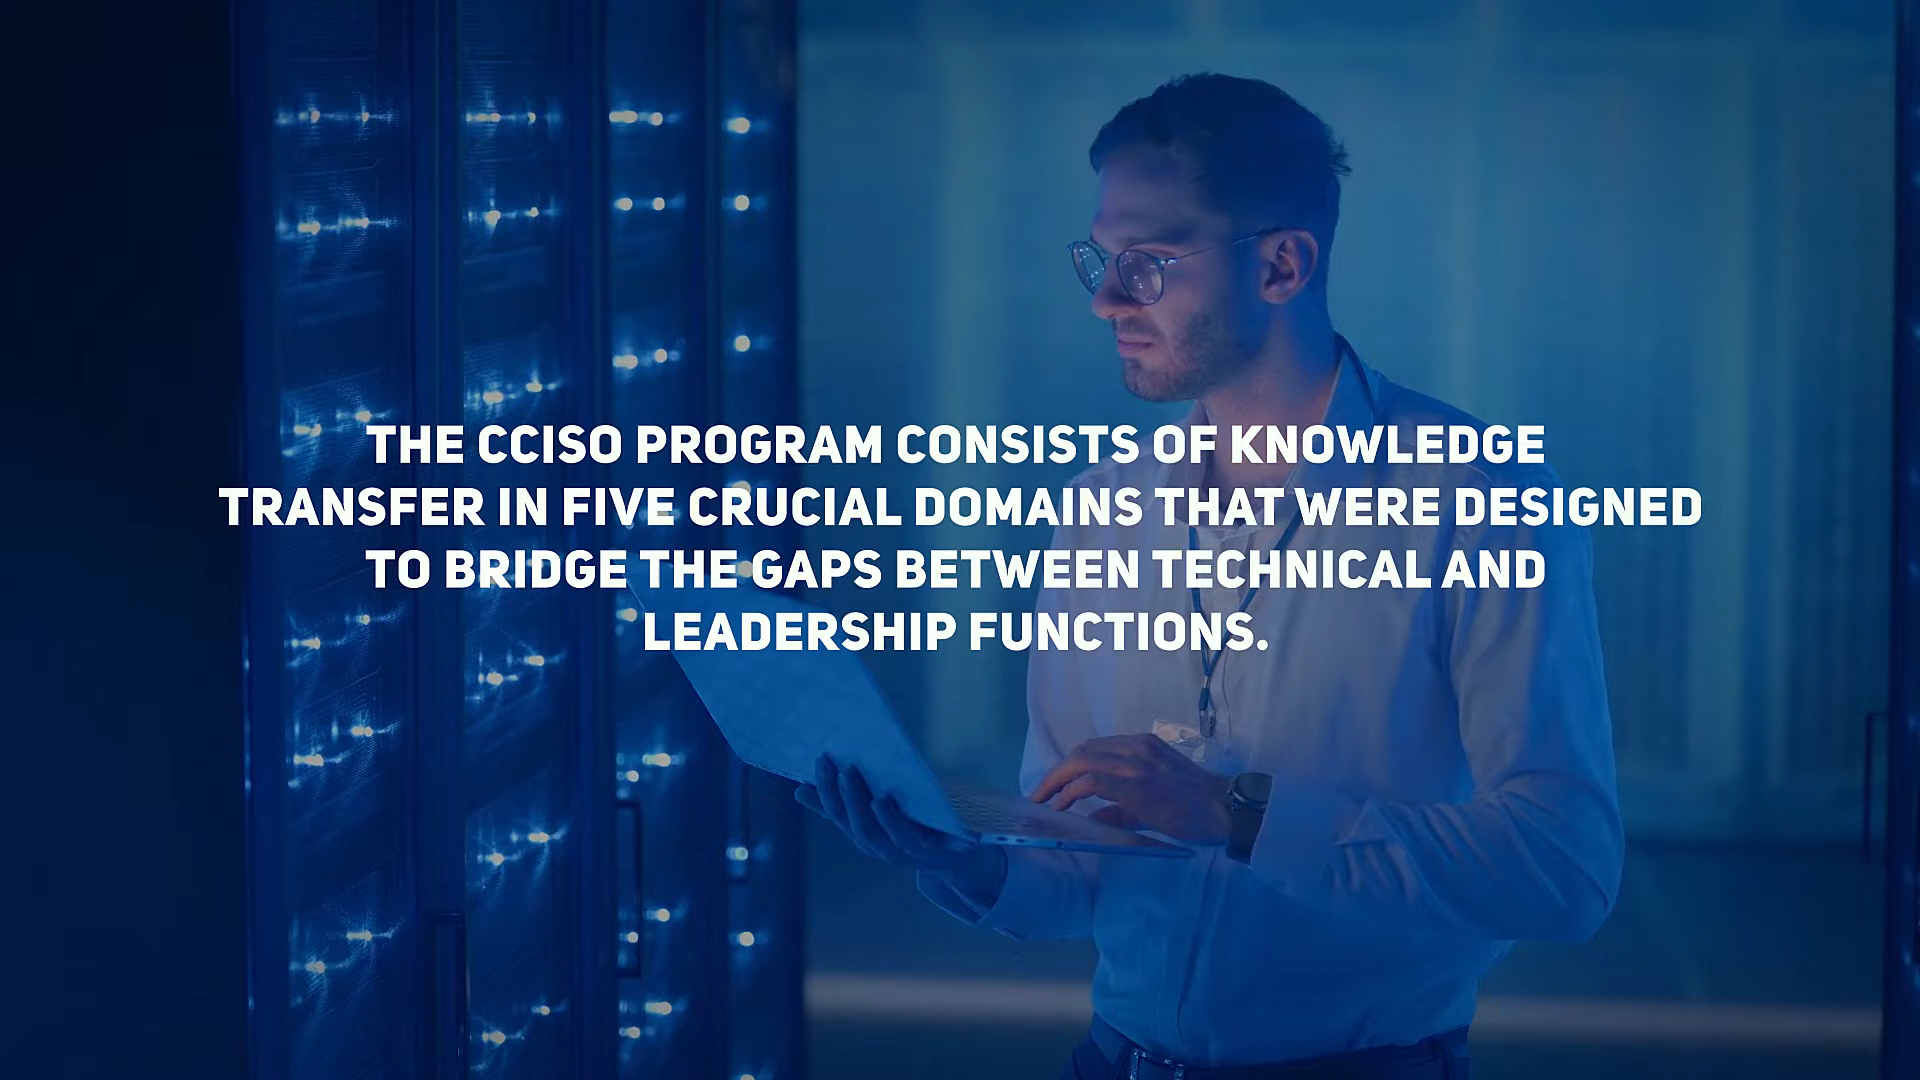 THE CCISO PROGRAM CONSISTS OF KNOWLEDGE
TRANSFER IN FIVE CRUCIAL DOMAINS THAT WERE DESIGNED
TO BRIDGE THE GAPS BETWEEN TECHNICAL AND
LEADERSHIP FUNCTIONS.